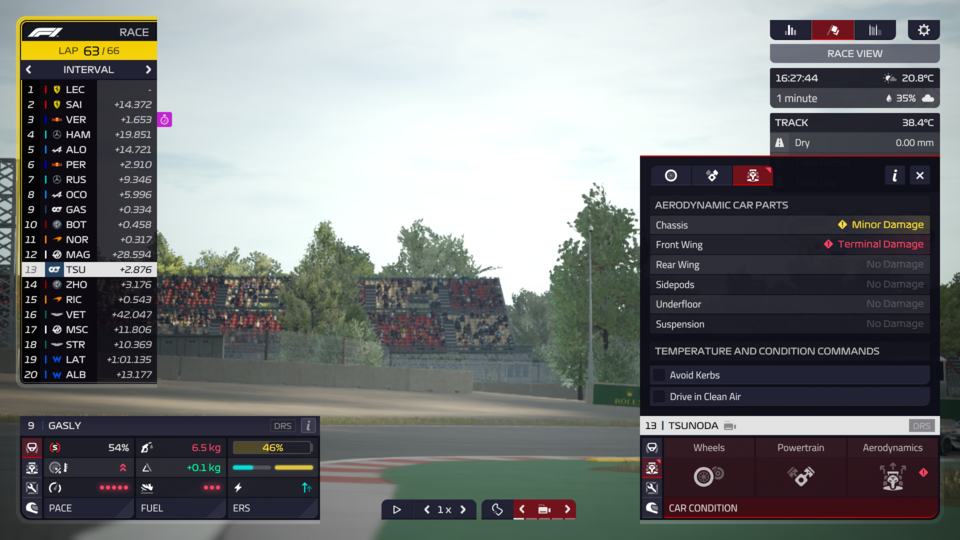 F1 RACE
LAP 63/66
INTERVAL
1 LEC -
2 SAI +14.372
3 VER +1.653
4 HAM +19.851
5 ALO +14.721
6 PER +2.910
7 RUS +9.346
8 OCO +5.996
9 GAS +0.334
10 BOT +0.458
11 NOR +0.317
12 MAG +28.594
13 TSU +2.876
14 ZHO +3.176
15 RIC +0.543
16 VET +42.047
17 MSC +11.806
18 STR +10.369
19 LAT +1:01.135
20 ALB +13.177
RACE VIEW
16:27:44 20.8°C
1 minute 35%
TRACK 38.4°C
Dry 0.00 mm
i
AERODYNAMIC CAR PARTS
Chassis Minor Damage
Front Wing Terminal Damage
Rear Wing No Damage
Sidepods No Damage
Underfloor No Damage
Suspension No Damage
TEMPERATURE AND CONDITION COMMANDS
Avoid Kerbs
Drive in Clean Air
ROLEX
13 TSUNODA DRS
Wheels Powertrain Aerodynamics
CAR CONDITION
9 GASLY DRS i
S 54% 6.5 kg 46%
+0.1 kg
PACE FUEL ERS
1x